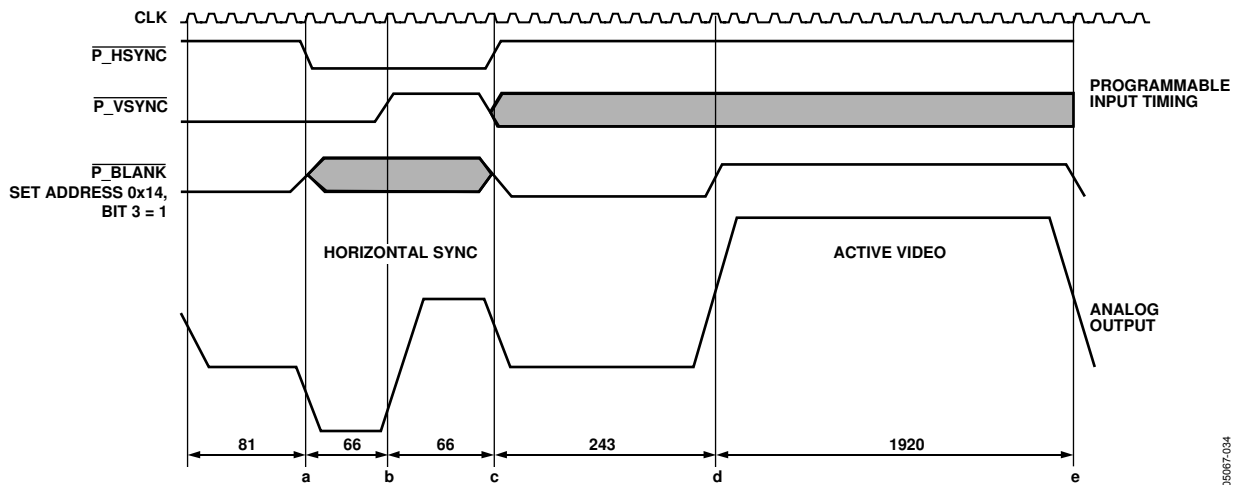 CLK
P_HSYNC
P_VSYNC
PROGRAMMABLE
INPUT TIMING
P_BLANK
SET ADDRESS 0x14,
BIT 3 = 1
HORIZONTAL SYNC
ACTIVE VIDEO
ANALOG
OUTPUT
81 66 66 243 1920
a b c d e
05067-034